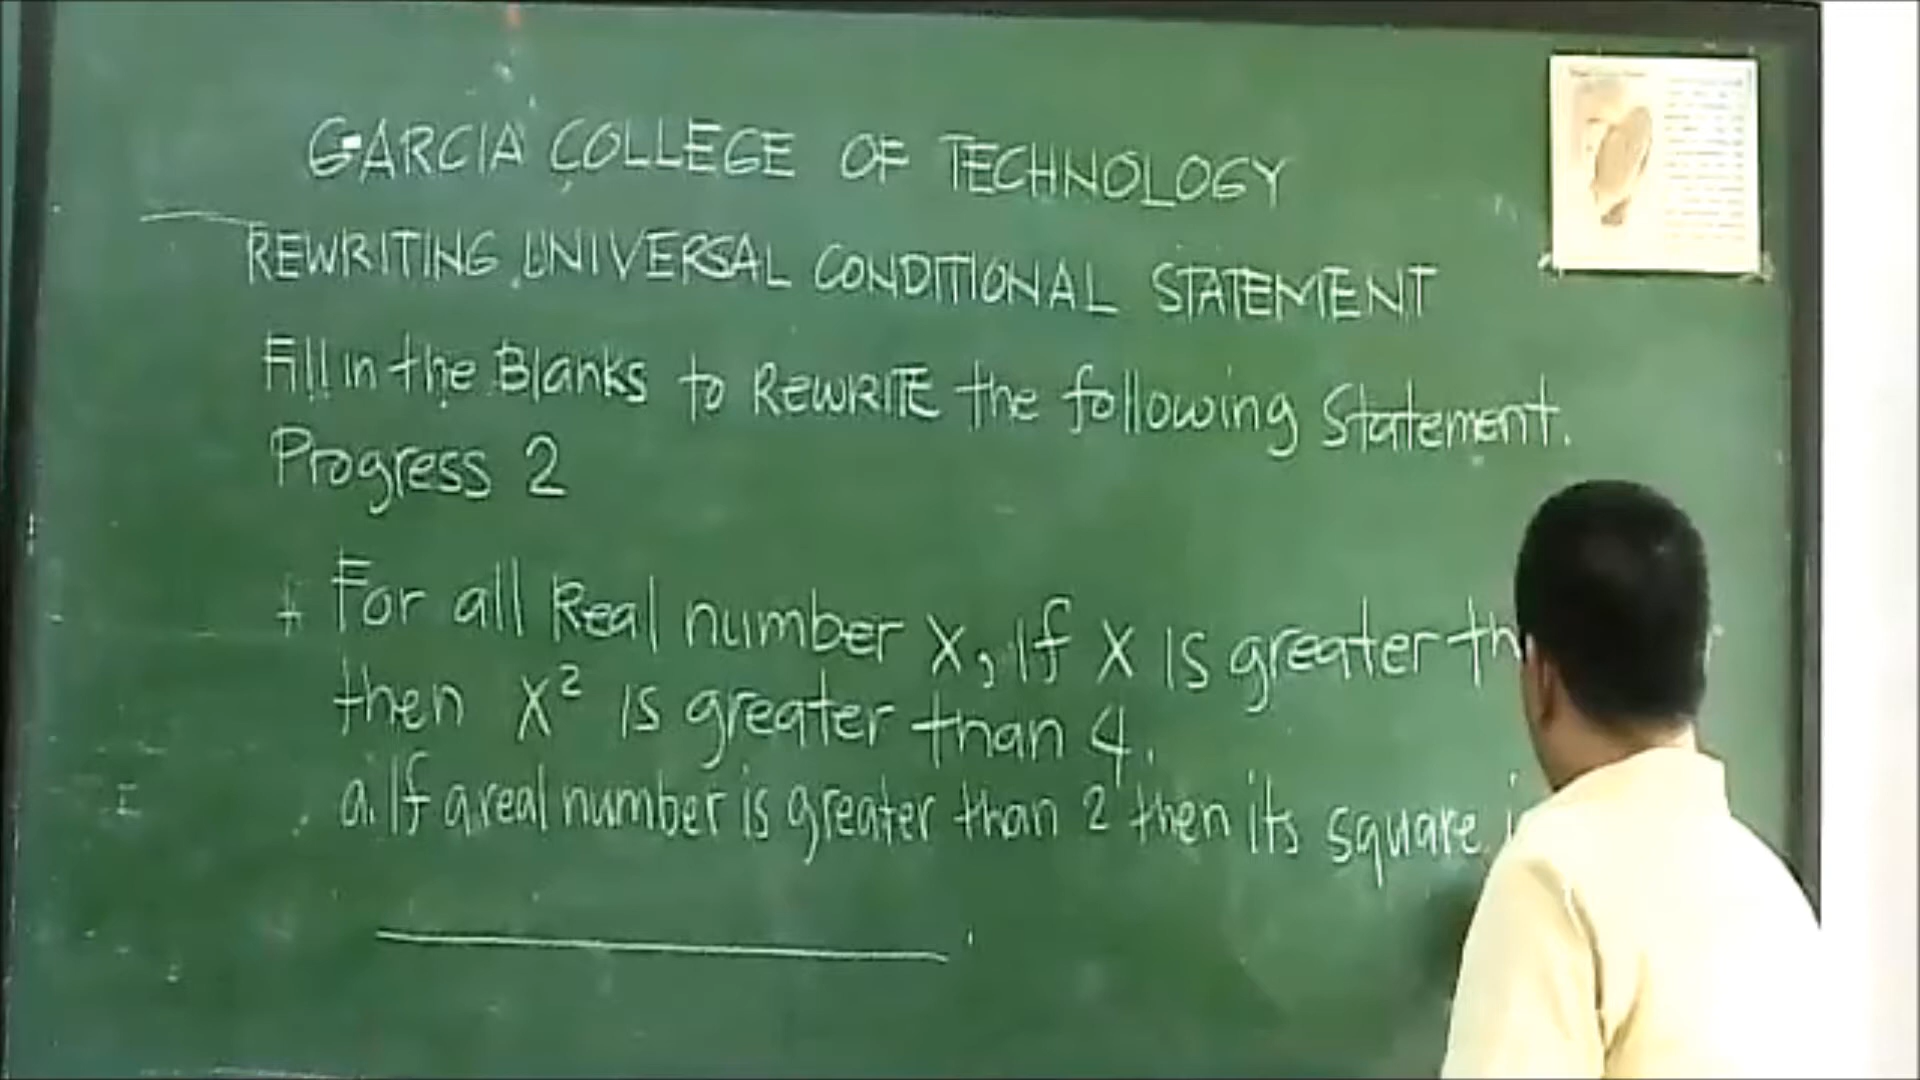 GARCIA COLLEGE OF TECHNOLOGY
REWRITING UNIVERSAL CONDITIONAL STATEMENT
Fill in the Blanks to REWRITE the following Statement.
Progress 2
+ For all Real number X, if X is greater th
then X² is greater than 4.
a. If a real number is greater than 2 then its square